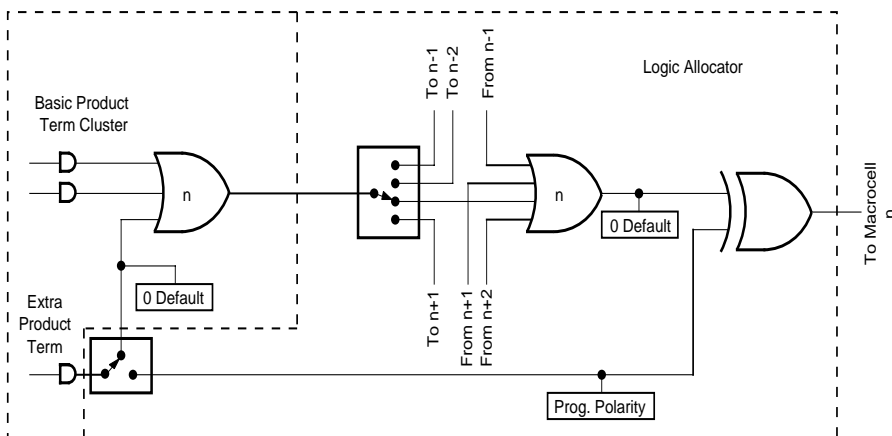 To n-1
To n-2
From n-1
Logic Allocator
Basic Product
Term Cluster
n
n
0 Default
To Macrocell
n
0 Default
Extra
Product
Term
To n+1
From n+1
From n+2
Prog. Polarity